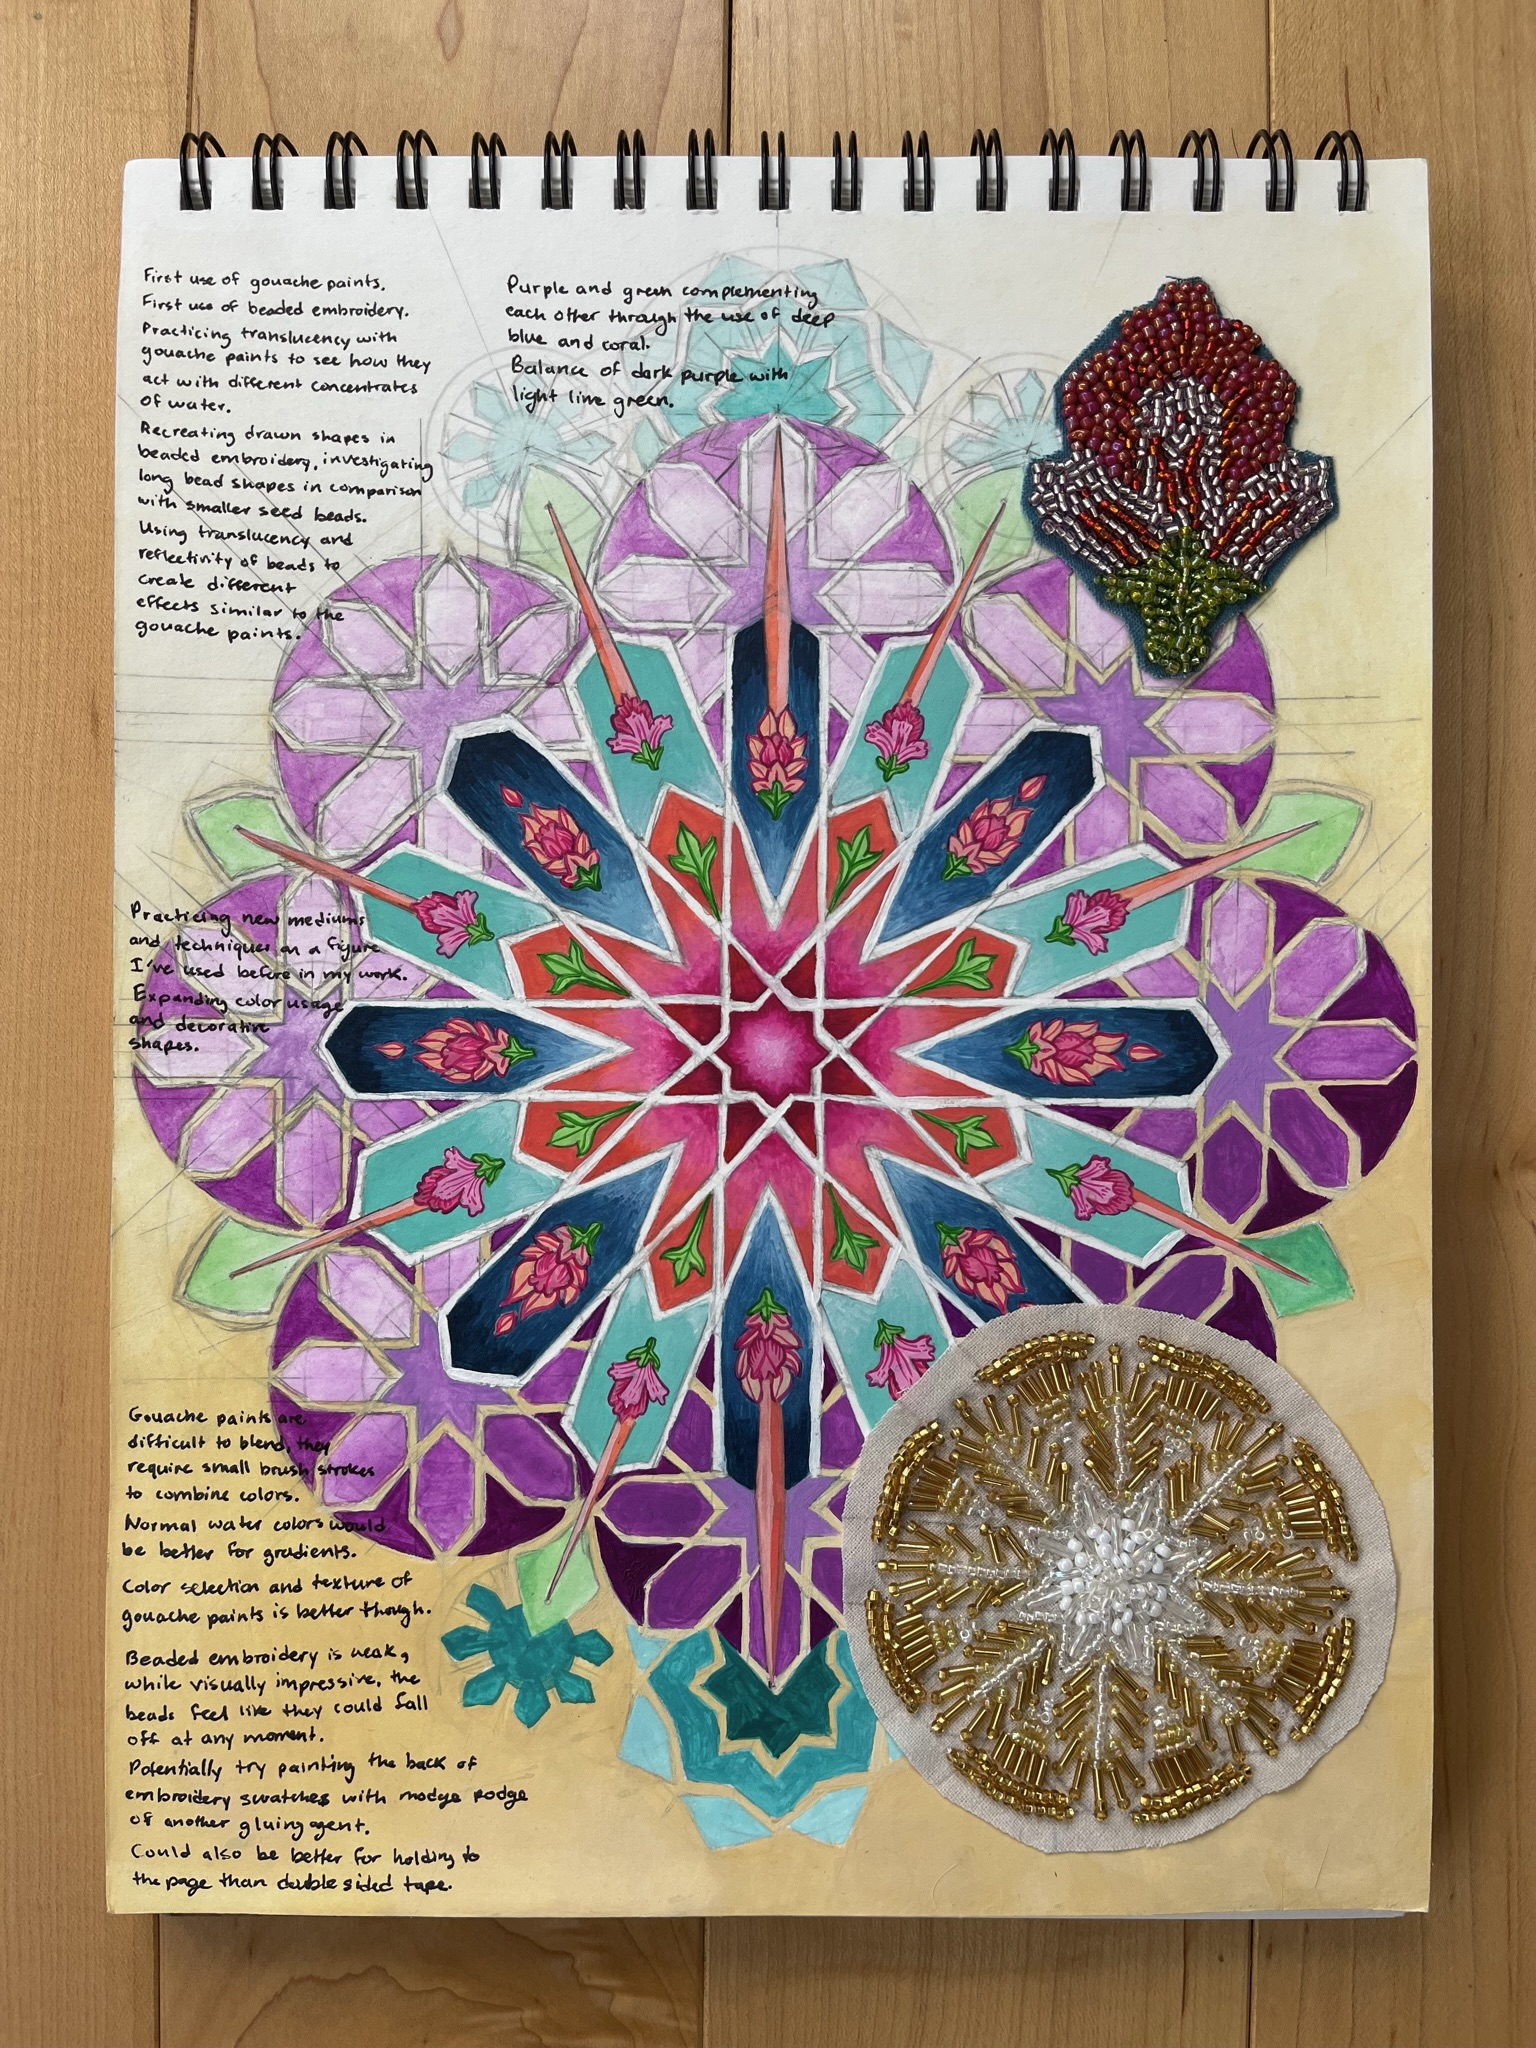 First use of gouache paints.
First use of beaded embroidery.
Practicing translucency with
gouache paints to see how they
act with different concentrates
of water.
Recreating drawn shapes in
beaded embroidery, investigating
long bead shapes in comparison
with smaller seed beads.
Using translucency and
reflectivity of beads to
create different
effects similar to the
gouache paints.
Purple and green complementing
each other through the use of deep
blue and coral.
Balance of dark purple with
light lime green.
Practicing new mediums
and techniques on a figure
I've used before in my work.
Expanding color usage
and decorative
shapes.
Gouache paints are
difficult to blend, they
require small brush strokes
to combine colors.
Normal water colors would
be better for gradients.
Color selection and texture of
gouache paints is better though.
Beaded embroidery is weak,
while visually impressive, the
beads feel like they could fall
off at any moment.
Potentially try painting the back of
embroidery swatches with modge podge
of another gluing agent.
Could also be better for holding to
the page than double sided tape.